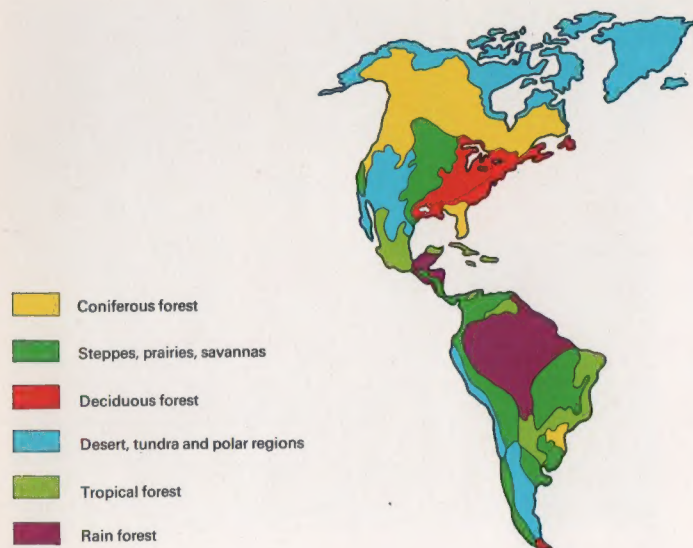 Coniferous forest
Steppes, prairies, savannas
Deciduous forest
Desert, tundra and polar regions
Tropical forest
Rain forest